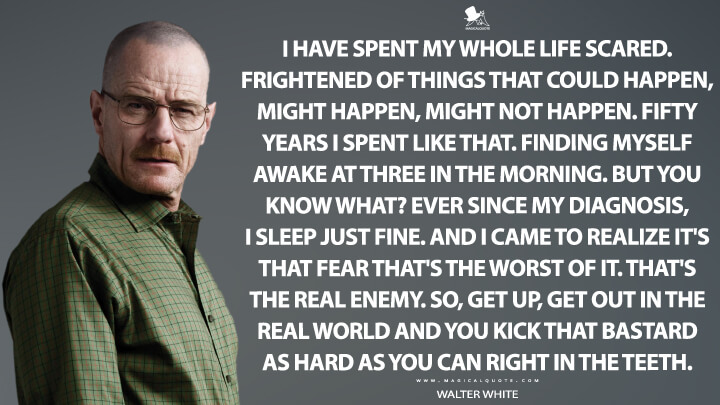 MAGICALQUOTE
I HAVE SPENT MY WHOLE LIFE SCARED.
FRIGHTENED OF THINGS THAT COULD HAPPEN,
MIGHT HAPPEN, MIGHT NOT HAPPEN. FIFTY
YEARS I SPENT LIKE THAT. FINDING MYSELF
AWAKE AT THREE IN THE MORNING. BUT YOU
KNOW WHAT? EVER SINCE MY DIAGNOSIS,
I SLEEP JUST FINE. AND I CAME TO REALIZE IT'S
THAT FEAR THAT'S THE WORST OF IT. THAT'S
THE REAL ENEMY. SO, GET UP, GET OUT IN THE
REAL WORLD AND YOU KICK THAT BASTARD
AS HARD AS YOU CAN RIGHT IN THE TEETH.
WWW.MAGICALQUOTE.COM
WALTER WHITE